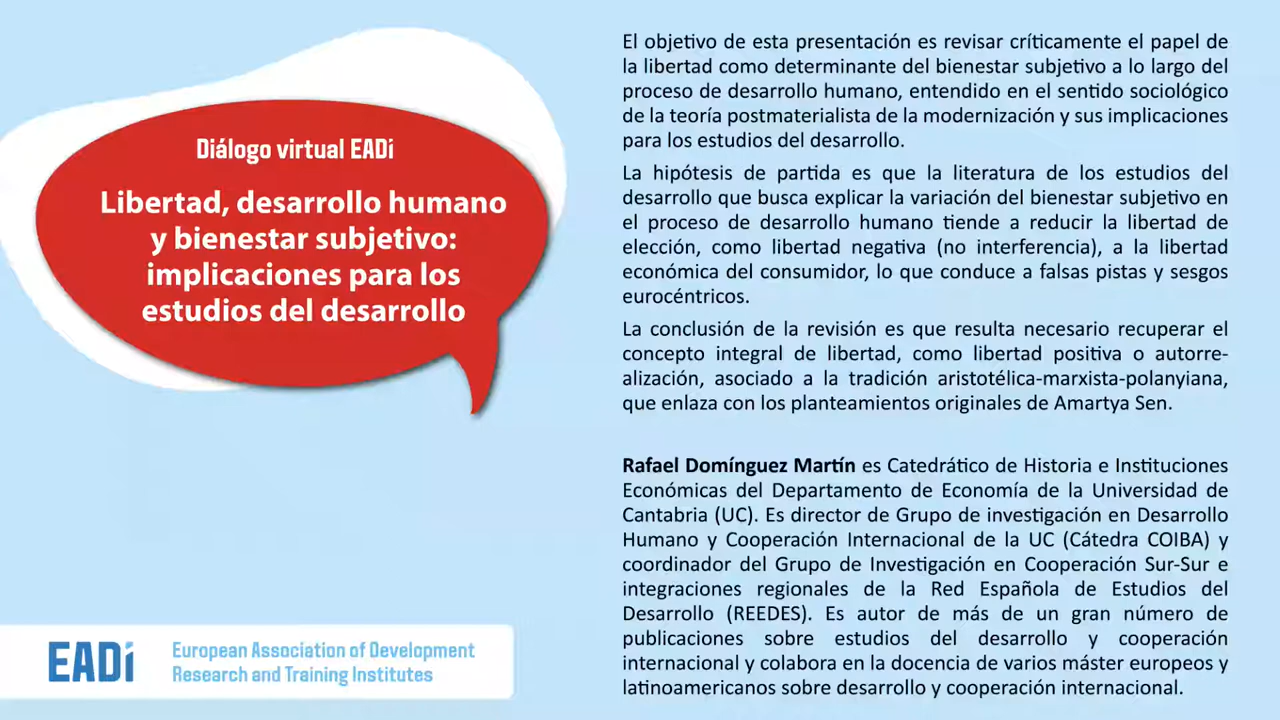 Diálogo virtual EADi
Libertad, desarrollo humano
y bienestar subjetivo:
implicaciones para los
estudios del desarrollo
EADi
European Association of Development
Research and Training Institutes
El objetivo de esta presentación es revisar críticamente el papel de
la libertad como determinante del bienestar subjetivo a lo largo del
proceso de desarrollo humano, entendido en el sentido sociológico
de la teoría postmaterialista de la modernización y sus implicaciones
para los estudios del desarrollo.
La hipótesis de partida es que la literatura de los estudios del
desarrollo que busca explicar la variación del bienestar subjetivo en
el proceso de desarrollo humano tiende a reducir la libertad de
elección, como libertad negativa (no interferencia), a la libertad
económica del consumidor, lo que conduce a falsas pistas y sesgos
eurocéntricos.
La conclusión de la revisión es que resulta necesario recuperar el
concepto integral de libertad, como libertad positiva o autorre-
alización, asociado a la tradición aristotélica-marxista-polanyiana,
que enlaza con los planteamientos originales de Amartya Sen.
Rafael Domínguez Martín es Catedrático de Historia e Instituciones
Económicas del Departamento de Economía de la Universidad de
Cantabria (UC). Es director de Grupo de investigación en Desarrollo
Humano y Cooperación Internacional de la UC (Cátedra COIBA) y
coordinador del Grupo de Investigación en Cooperación Sur-Sur e
integraciones regionales de la Red Española de Estudios del
Desarrollo (REEDES). Es autor de más de un gran número de
publicaciones sobre estudios del desarrollo y cooperación
internacional y colabora en la docencia de varios máster europeos y
latinoamericanos sobre desarrollo y cooperación internacional.